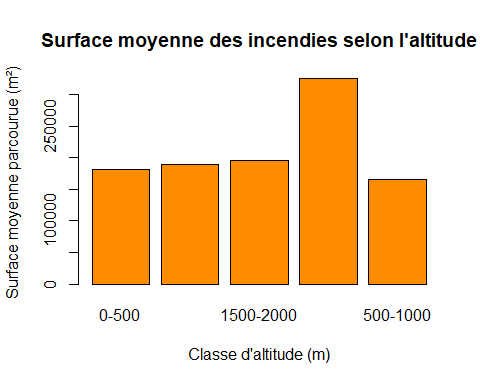 Surface moyenne des incendies selon l'altitude
Surface moyenne parcourue (m²)
250000
100000
0
0-500
1500-2000
500-1000
Classe d'altitude (m)